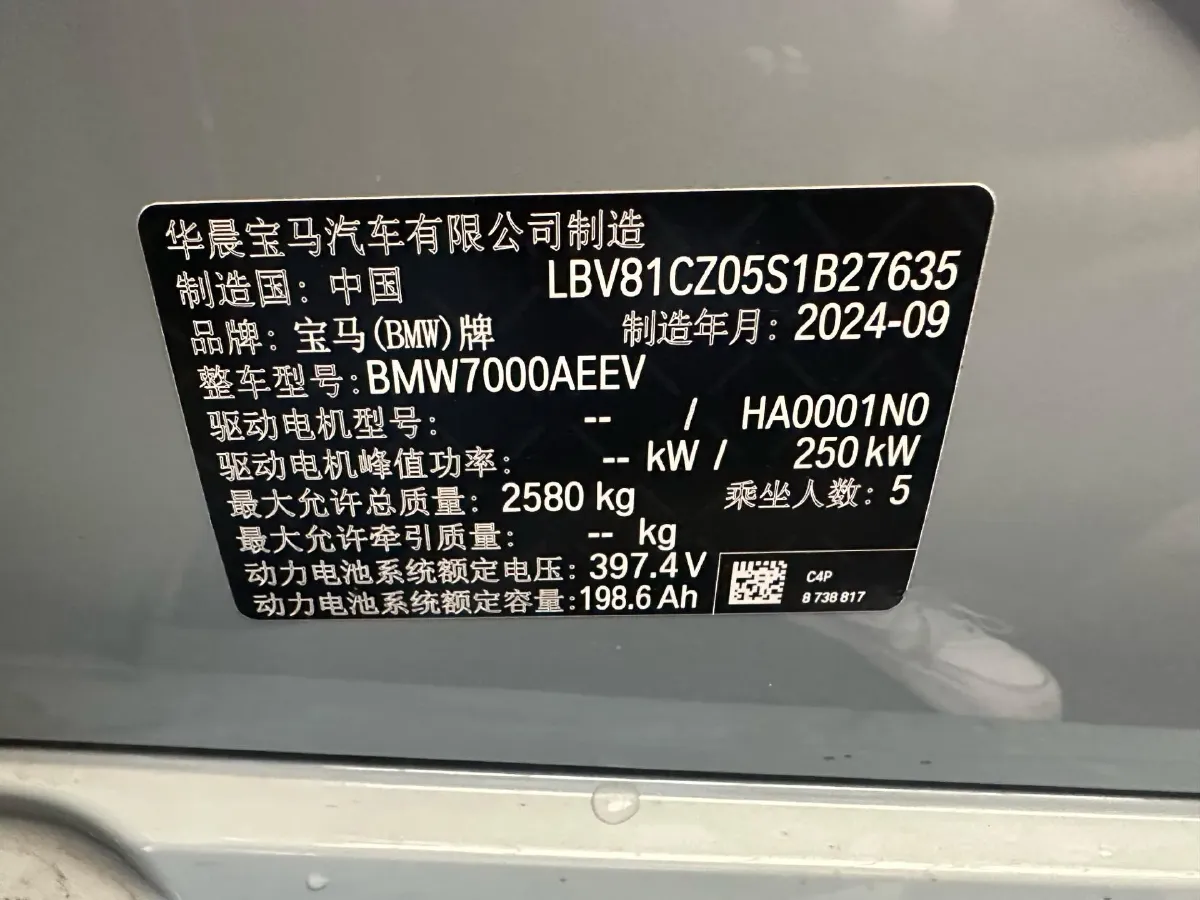 华晨宝马汽车有限公司制造
制造国：中国 LBV81CZ05S1B27635
品牌：宝马(BMW)牌 制造年月：2024-09
整车型号：BMW7000AEEV
驱动电机型号： -- / HA0001N0
驱动电机峰值功率： -- kW / 250 kW
最大允许总质量：2580 kg 乘坐人数：5
最大允许牵引质量： -- kg
动力电池系统额定电压：397.4 V
动力电池系统额定容量：198.6 Ah
C4P
8 738 817